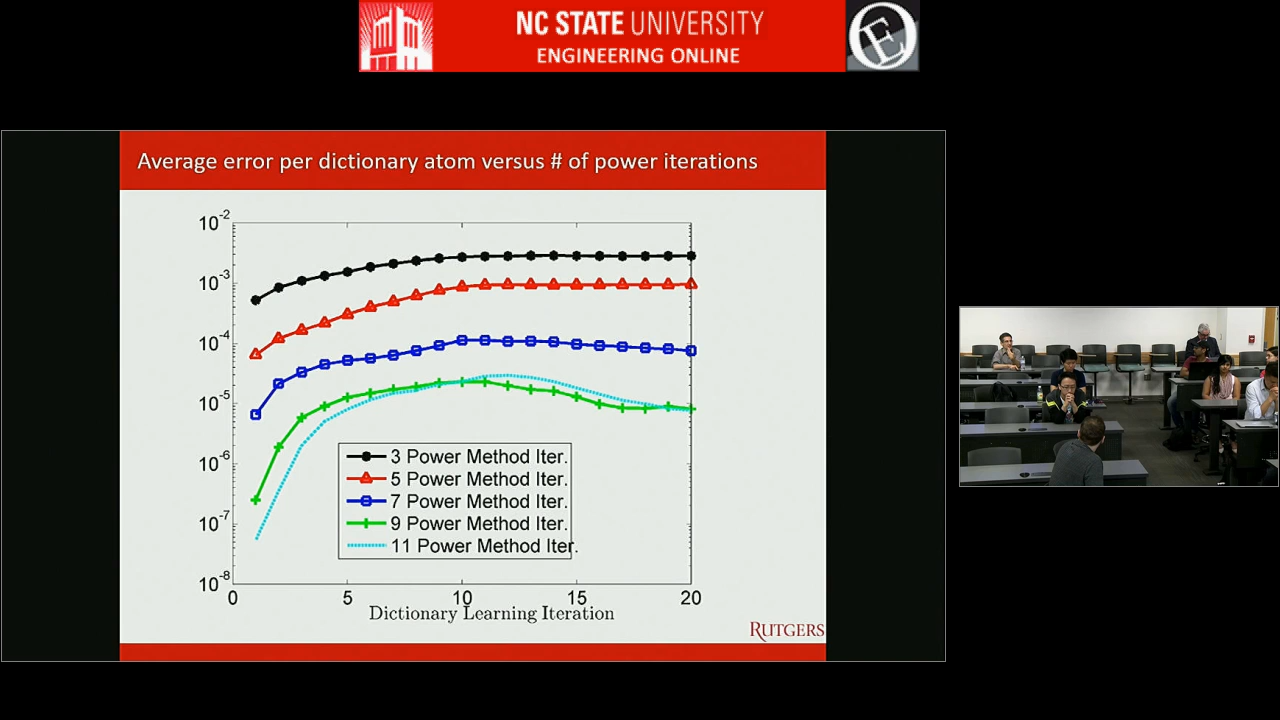 NC STATE UNIVERSITY
ENGINEERING ONLINE
OE
Average error per dictionary atom versus # of power iterations
10^-2
10^-3
10^-4
10^-5
10^-6
10^-7
10^-8
3 Power Method Iter.
5 Power Method Iter.
7 Power Method Iter.
9 Power Method Iter.
11 Power Method Iter.
0 5 10 15 20
Dictionary Learning Iteration
RUTGERS